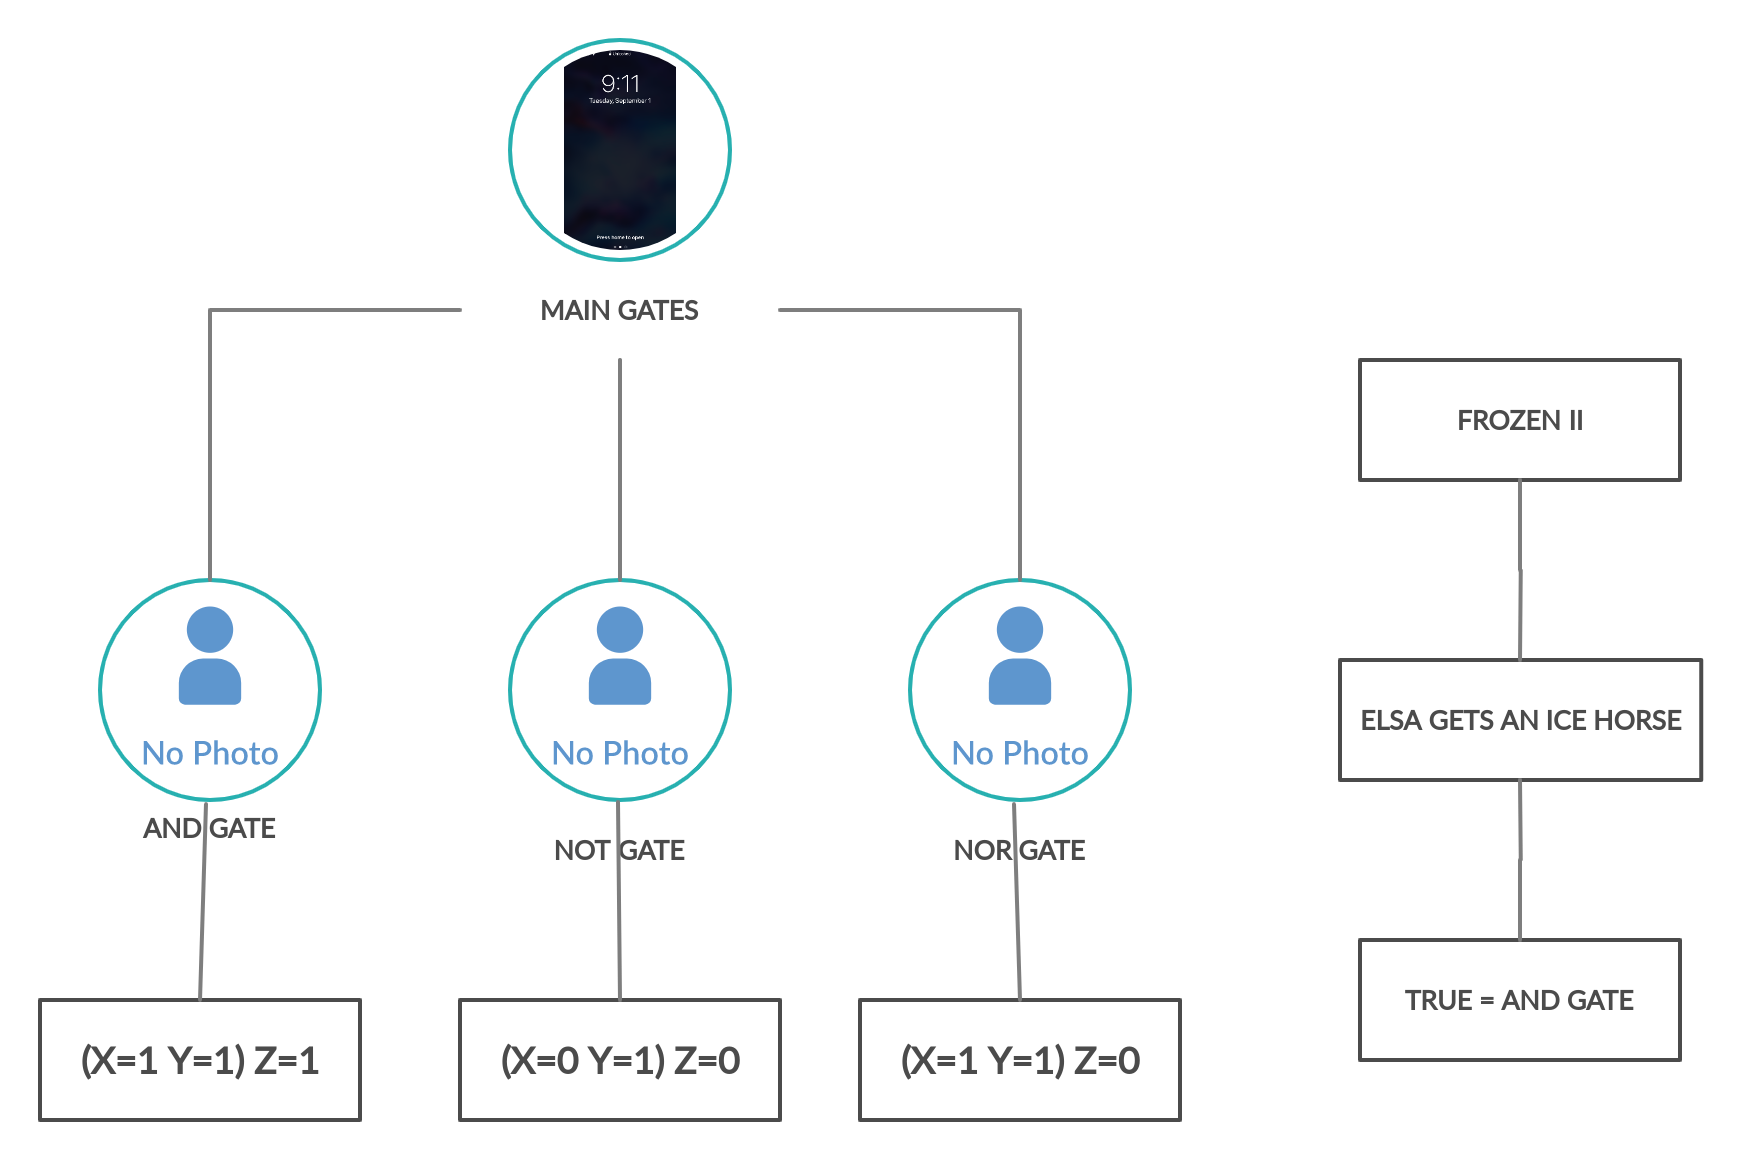 Unlocked
9:11
Tuesday, September 1
Press home to open
MAIN GATES
FROZEN II
ELSA GETS AN ICE HORSE
No Photo
No Photo
No Photo
AND GATE
NOT GATE
NOR GATE
TRUE = AND GATE
(X=1 Y=1) Z=1
(X=0 Y=1) Z=0
(X=1 Y=1) Z=0